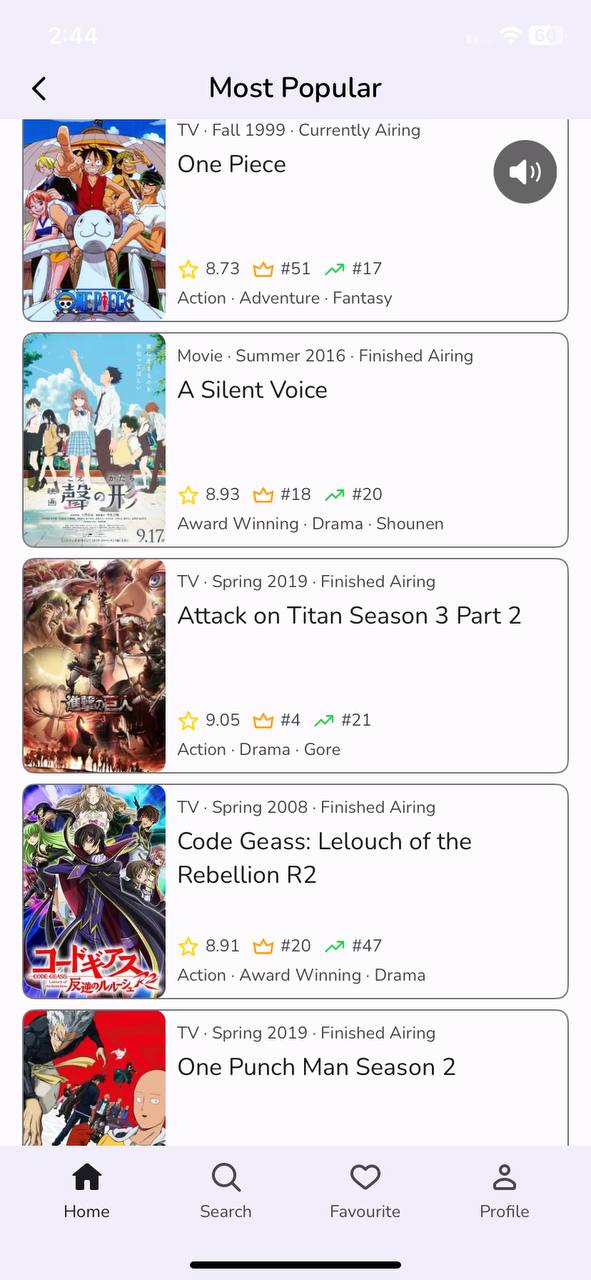 2:44
60
Most Popular
TV · Fall 1999 · Currently Airing
One Piece
8.73 #51 #17
Action · Adventure · Fantasy
ONE PIECE
Movie · Summer 2016 · Finished Airing
A Silent Voice
8.93 #18 #20
Award Winning · Drama · Shounen
こえ かたち
映画 聲の形
9.17
TV · Spring 2019 · Finished Airing
Attack on Titan Season 3 Part 2
9.05 #4 #21
Action · Drama · Gore
進撃の巨人
TV · Spring 2008 · Finished Airing
Code Geass: Lelouch of the
Rebellion R2
8.91 #20 #47
Action · Award Winning · Drama
コードギアス
CODE GEASS
反逆のルルーシュ R2
TV · Spring 2019 · Finished Airing
One Punch Man Season 2
Home Search Favourite Profile